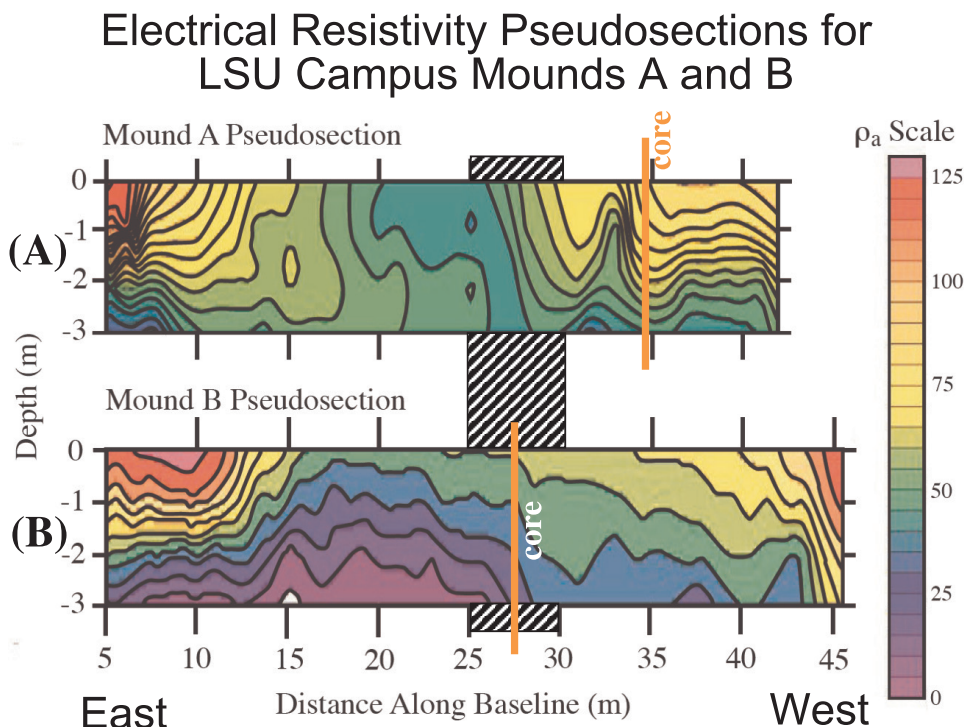 Electrical Resistivity Pseudosections for
LSU Campus Mounds A and B
Mound A Pseudosection
core
ρa Scale
(A)
0
-1
-2
-3
Depth (m)
Mound B Pseudosection
(B)
0
-1
-2
-3
core
125
100
75
50
25
0
5 10 15 20 25 30 35 40 45
East Distance Along Baseline (m) West